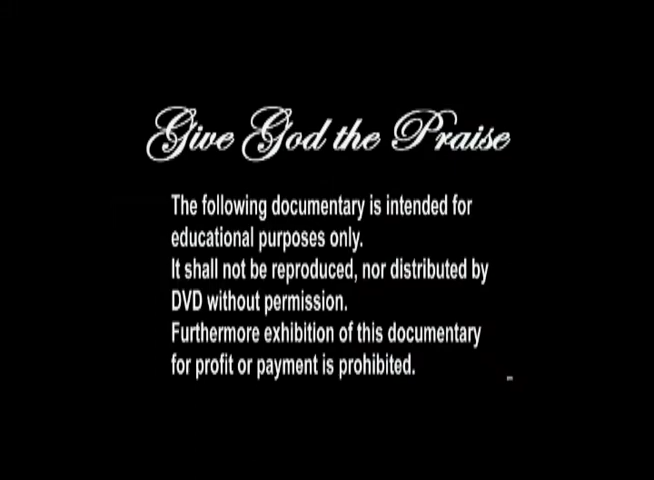 Give God the Praise
The following documentary is intended for
educational purposes only.
It shall not be reproduced, nor distributed by
DVD without permission.
Furthermore exhibition of this documentary
for profit or payment is prohibited.